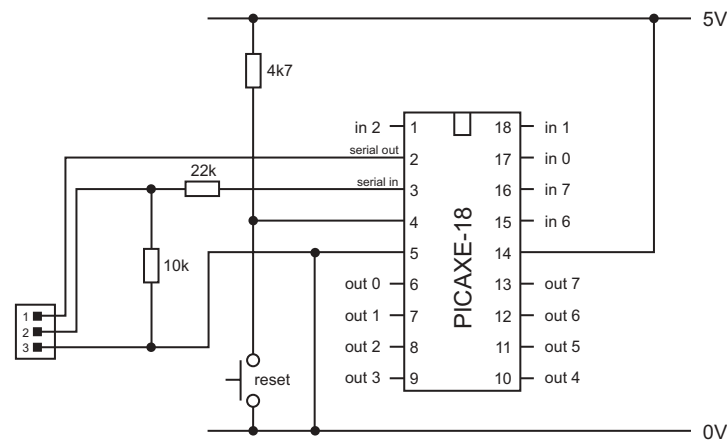 5V
4k7
in 2 1 18 in 1
serial out 2 17 in 0
22k serial in 3 16 in 7
4 15 in 6
5 14
10k
out 0 6 13 out 7
out 1 7 12 out 6
out 2 8 11 out 5
out 3 9 10 out 4
PICAXE-18
1
2
3
reset
0V